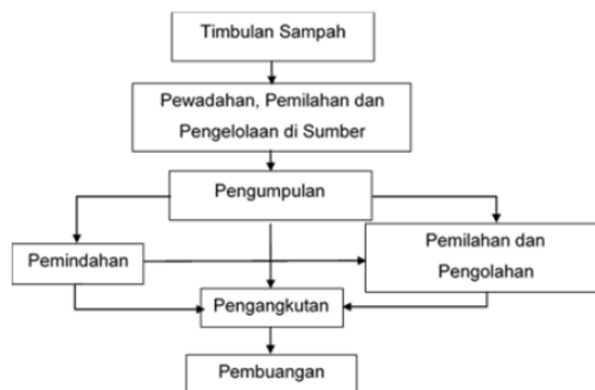 Timbulan Sampah
Pewadahan, Pemilahan dan
Pengelolaan di Sumber
Pengumpulan
Pemindahan
Pemilahan dan
Pengolahan
Pengangkutan
Pembuangan